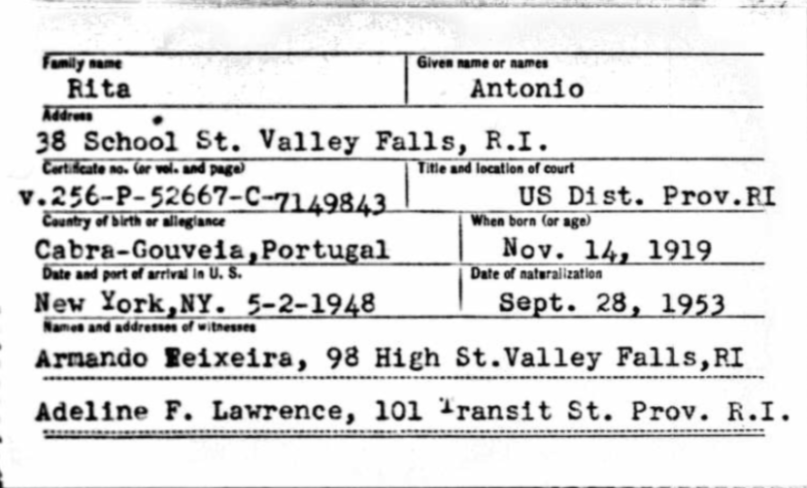 Family name Given name or names
Rita Antonio
Address
38 School St. Valley Falls, R.I.
Certificate no. (or vol. and page) Title and location of court
v.256-P-52667-C-7149843 US Dist. Prov.RI
Country of birth or allegiance When born (or age)
Cabra-Gouveia,Portugal Nov. 14, 1919
Date and port of arrival in U. S. Date of naturalization
New York,NY. 5-2-1948 Sept. 28, 1953
Names and addresses of witnesses
Armando 98 High St.Valley Falls,RI
Adeline F. Lawrence, 101 Transit St. Prov. R.I.